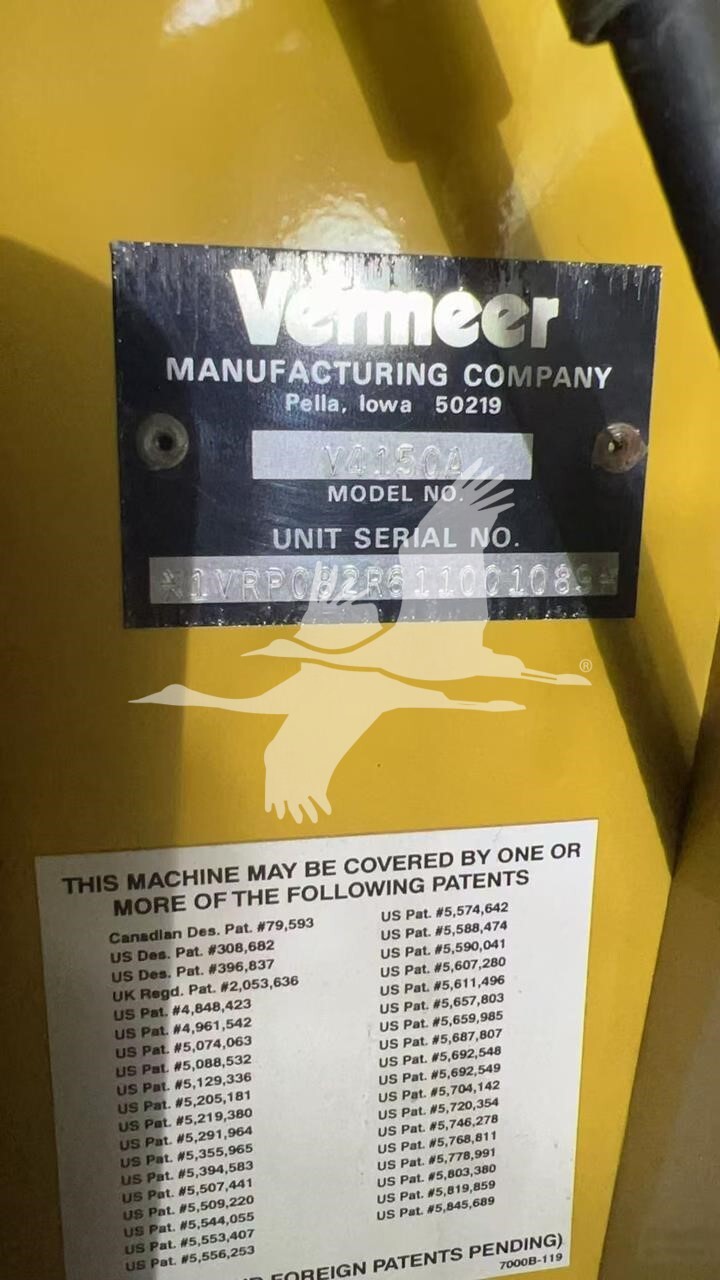 Vermeer
MANUFACTURING COMPANY
Pella, Iowa 50219
V4150A
MODEL NO.
UNIT SERIAL NO.
*1VRP082R611001089*
®
THIS MACHINE MAY BE COVERED BY ONE OR
MORE OF THE FOLLOWING PATENTS
Canadian Des. Pat. #79,593
US Des. Pat. #308,682
US Des. Pat. #396,837
UK Regd. Pat. #2,053,636
US Pat. #4,848,423
US Pat. #4,961,542
US Pat. #5,074,063
US Pat. #5,088,532
US Pat. #5,129,336
US Pat. #5,205,181
US Pat. #5,219,380
US Pat. #5,291,964
US Pat. #5,355,965
US Pat. #5,394,583
US Pat. #5,507,441
US Pat. #5,509,220
US Pat. #5,544,055
US Pat. #5,553,407
US Pat. #5,556,253
US Pat. #5,574,642
US Pat. #5,588,474
US Pat. #5,590,041
US Pat. #5,607,280
US Pat. #5,611,496
US Pat. #5,657,803
US Pat. #5,659,985
US Pat. #5,687,807
US Pat. #5,692,548
US Pat. #5,692,549
US Pat. #5,704,142
US Pat. #5,720,354
US Pat. #5,746,278
US Pat. #5,768,811
US Pat. #5,778,991
US Pat. #5,803,380
US Pat. #5,819,859
US Pat. #5,845,689
FOREIGN PATENTS PENDING)
7000B-119